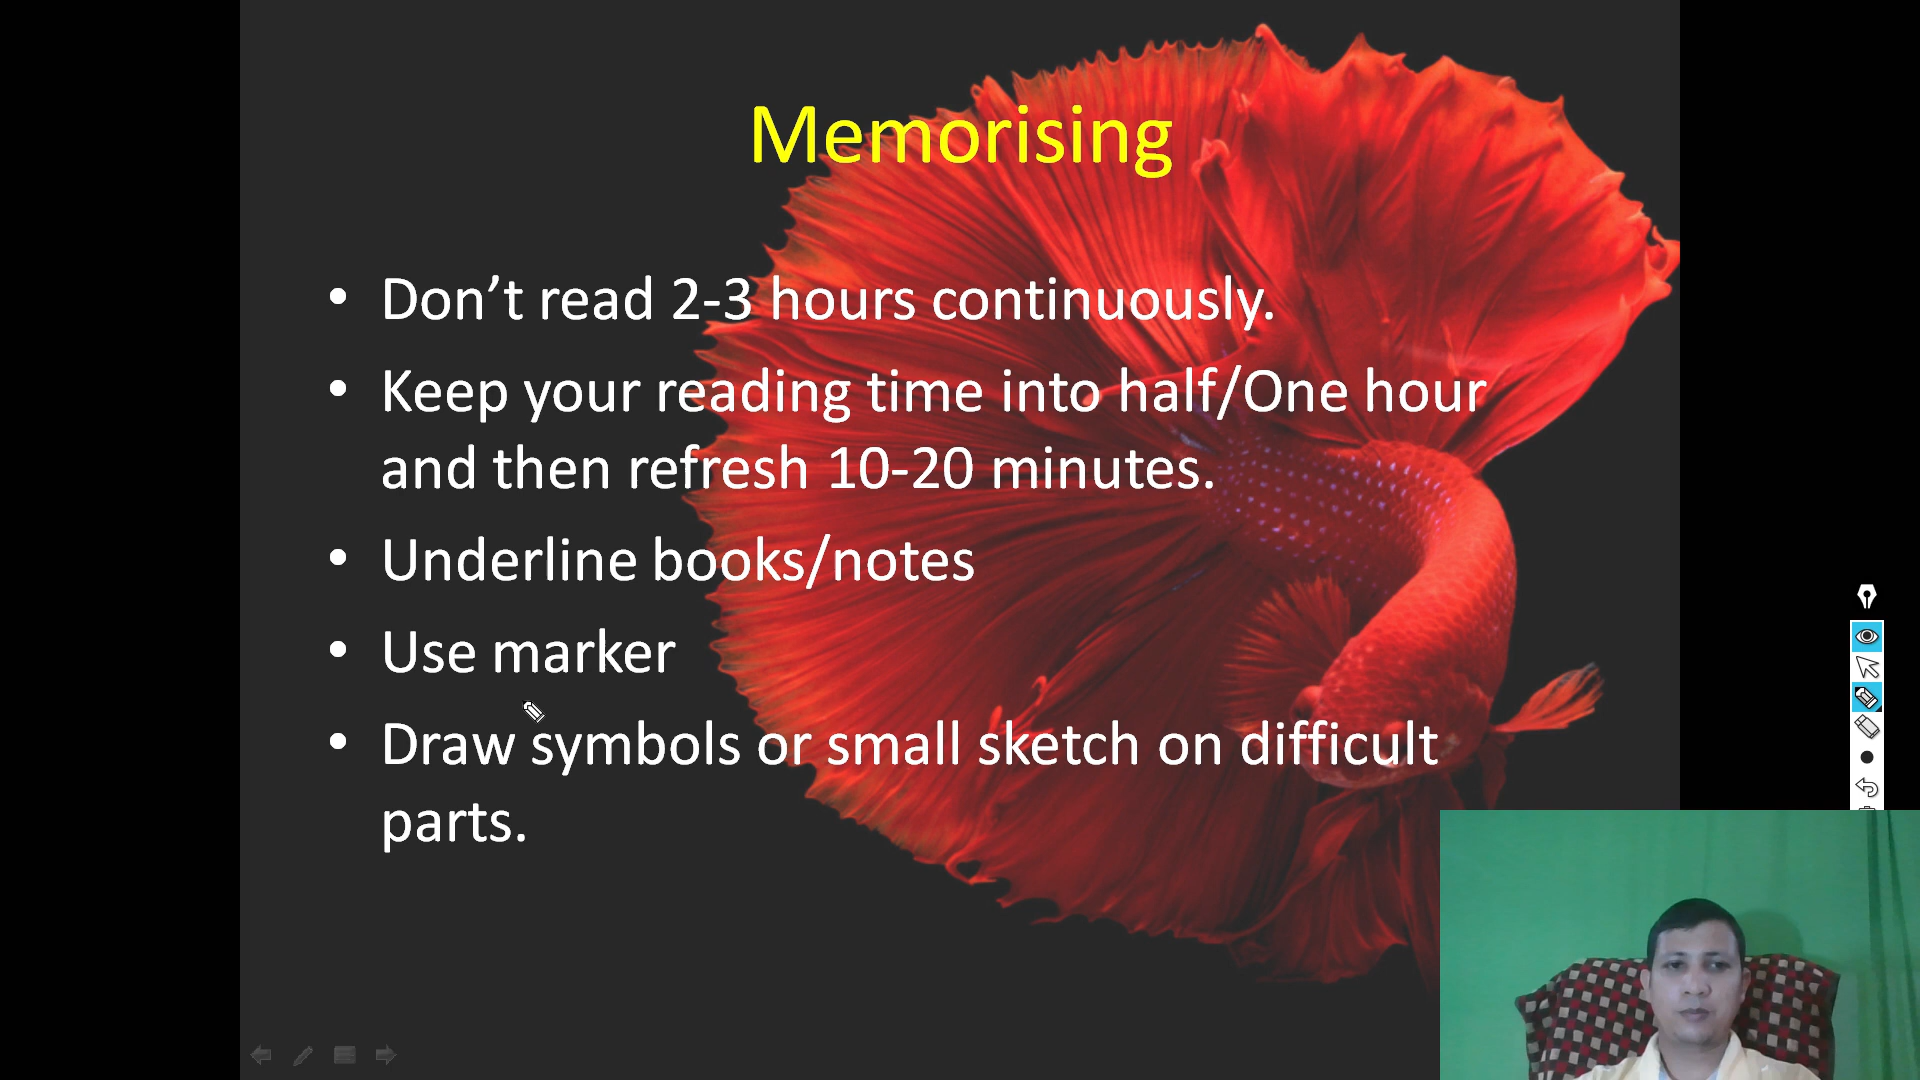 Memorising
• Don’t read 2-3 hours continuously.
• Keep your reading time into half/One hour
and then refresh 10-20 minutes.
• Underline books/notes
• Use marker
• Draw symbols or small sketch on difficult
parts.